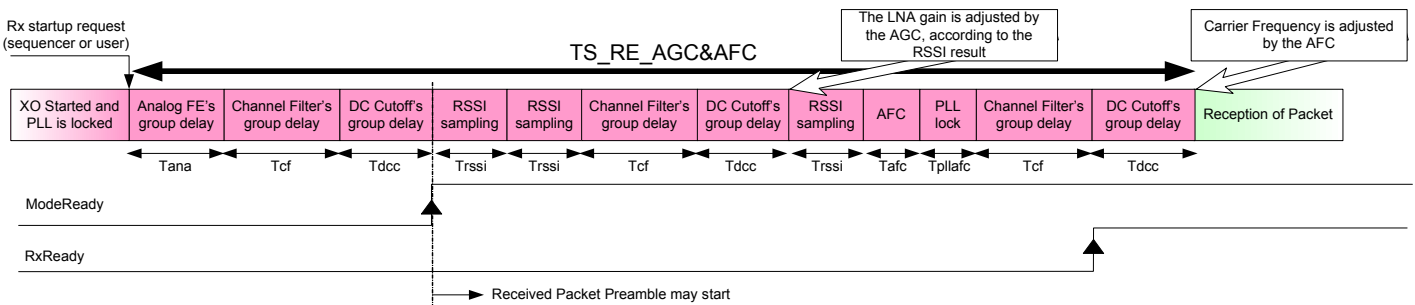 Rx startup request
(sequencer or user)
TS_RE_AGC&AFC
The LNA gain is adjusted by
the AGC, according to the
RSSI result
Carrier Frequency is adjusted
by the AFC
XO Started and
PLL is locked
Analog FE's
group delay
Channel Filter's
group delay
DC Cutoff's
group delay
RSSI
sampling
RSSI
sampling
Channel Filter's
group delay
DC Cutoff's
group delay
RSSI
sampling
AFC
PLL
lock
Channel Filter's
group delay
DC Cutoff's
group delay
Reception of Packet
Tana
Tcf
Tdcc
Trssi
Trssi
Tcf
Tdcc
Trssi
Tafc
Tpllafc
Tcf
Tdcc
ModeReady
RxReady
Received Packet Preamble may start